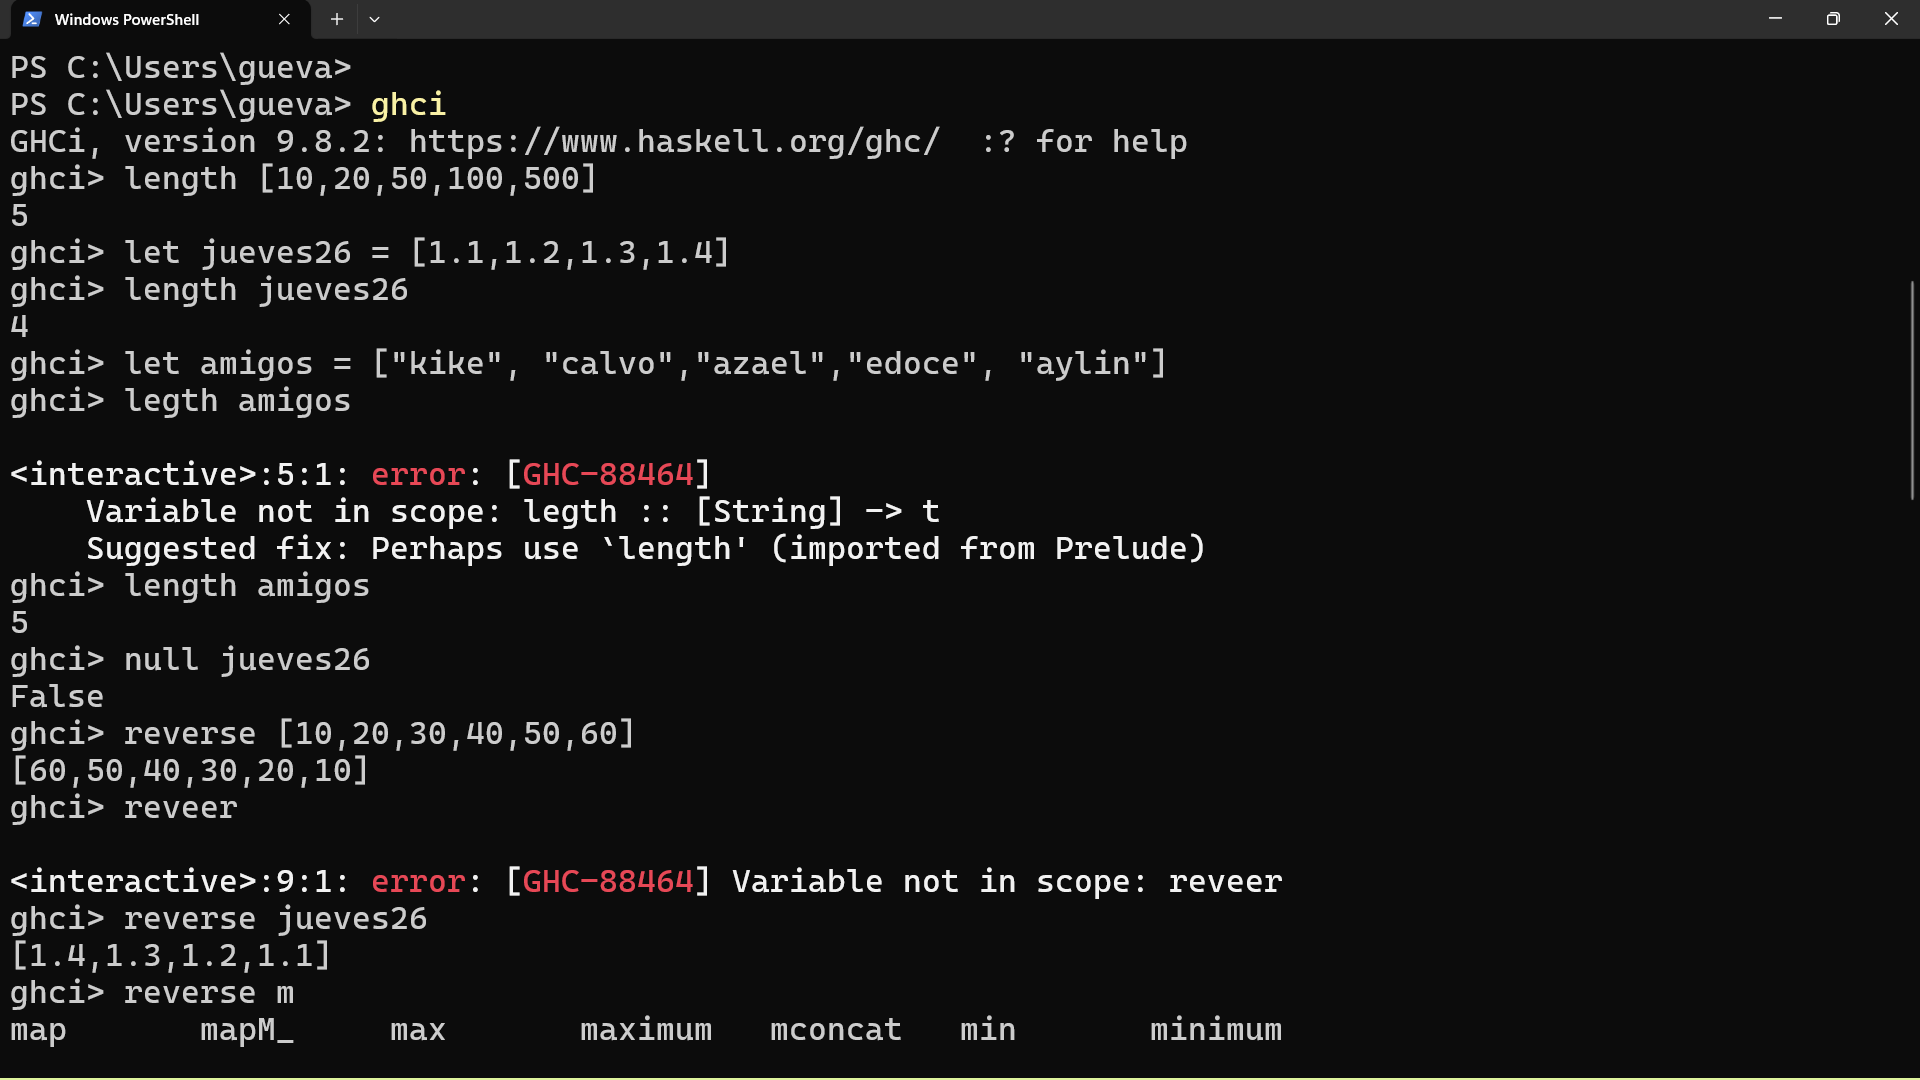 Windows PowerShell
PS C:\Users\gueva>
PS C:\Users\gueva> ghci
GHCi, version 9.8.2: https://www.haskell.org/ghc/  :? for help
ghci> length [10,20,50,100,500]
5
ghci> let jueves26 = [1.1,1.2,1.3,1.4]
ghci> length jueves26
4
ghci> let amigos = ["kike", "calvo","azael","edoce", "aylin"]
ghci> legth amigos
<interactive>:5:1: error: [GHC-88464]
    Variable not in scope: legth :: [String] -> t
    Suggested fix: Perhaps use `length' (imported from Prelude)
ghci> length amigos
5
ghci> null jueves26
False
ghci> reverse [10,20,30,40,50,60]
[60,50,40,30,20,10]
ghci> reveer
<interactive>:9:1: error: [GHC-88464] Variable not in scope: reveer
ghci> reverse jueves26
[1.4,1.3,1.2,1.1]
ghci> reverse m
map       mapM_     max       maximum   mconcat   min       minimum